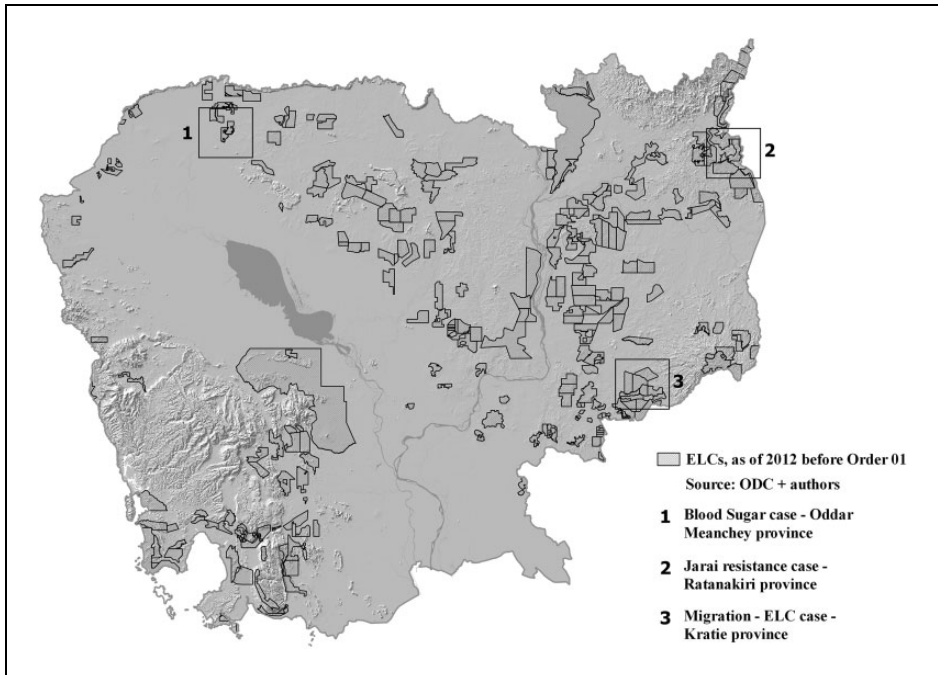 1
2
3
ELCs, as of 2012 before Order 01
Source: ODC + authors
1 Blood Sugar case - Oddar
Meanchey province
2 Jarai resistance case -
Ratanakiri province
3 Migration - ELC case -
Kratie province